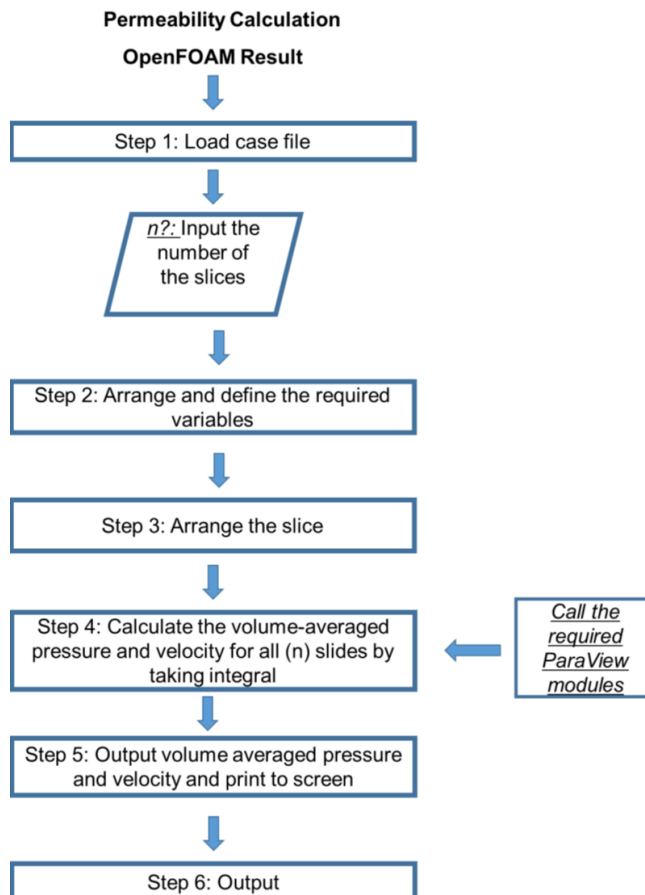 Permeability Calculation
OpenFOAM Result
Step 1: Load case file
n?: Input the
number of
the slices
Step 2: Arrange and define the required
variables
Step 3: Arrange the slice
Step 4: Calculate the volume-averaged
pressure and velocity for all (n) slides by
taking integral
Call the
required
ParaView
modules
Step 5: Output volume averaged pressure
and velocity and print to screen
Step 6: Output